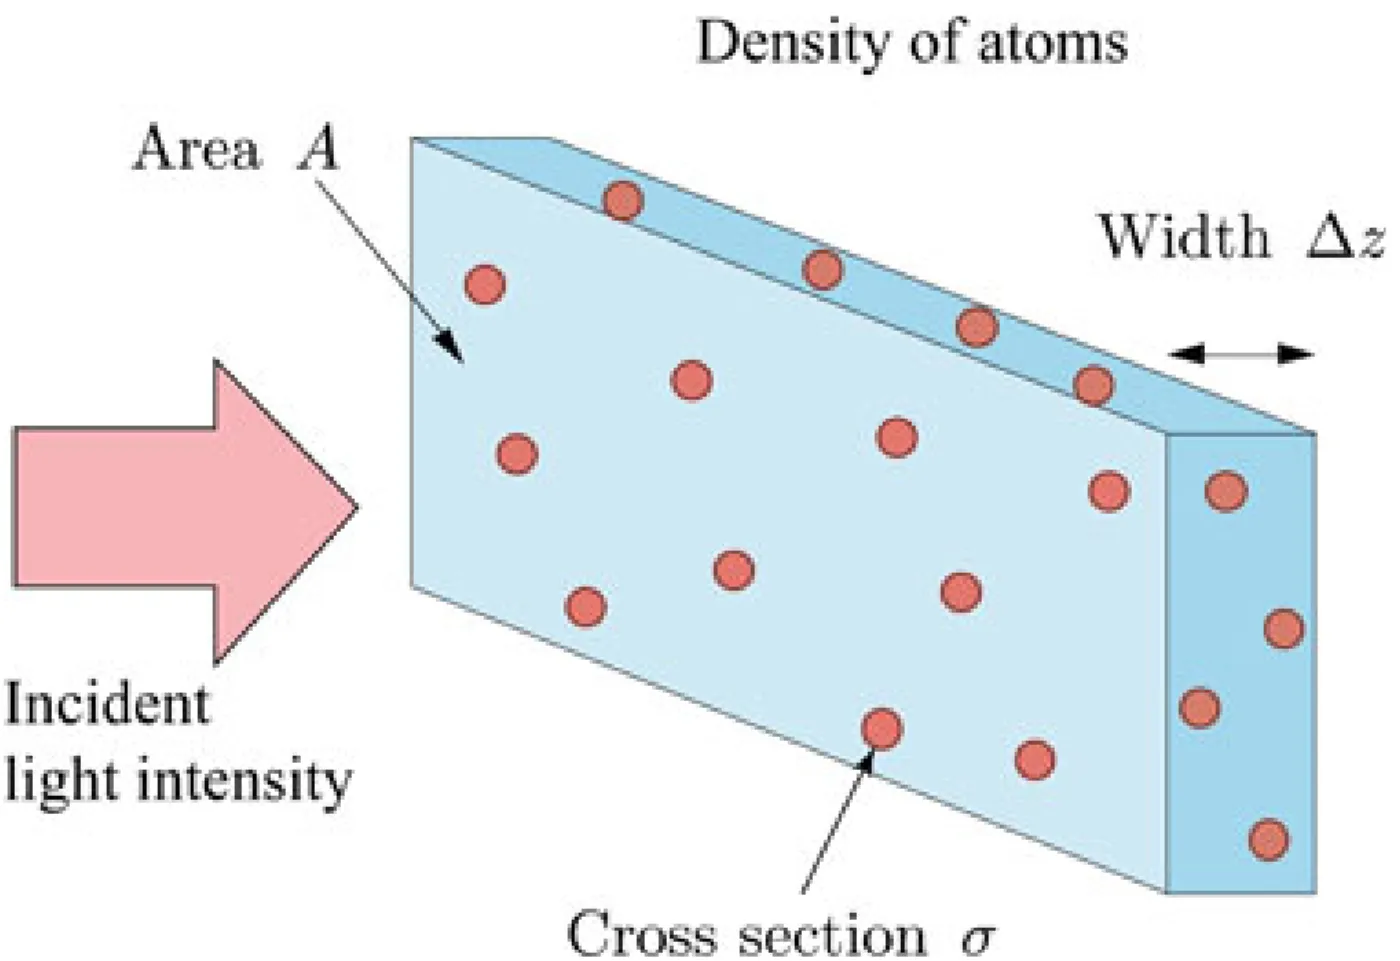 Density of atoms
Area A
Width Δz
Incident
light intensity
Cross section σ